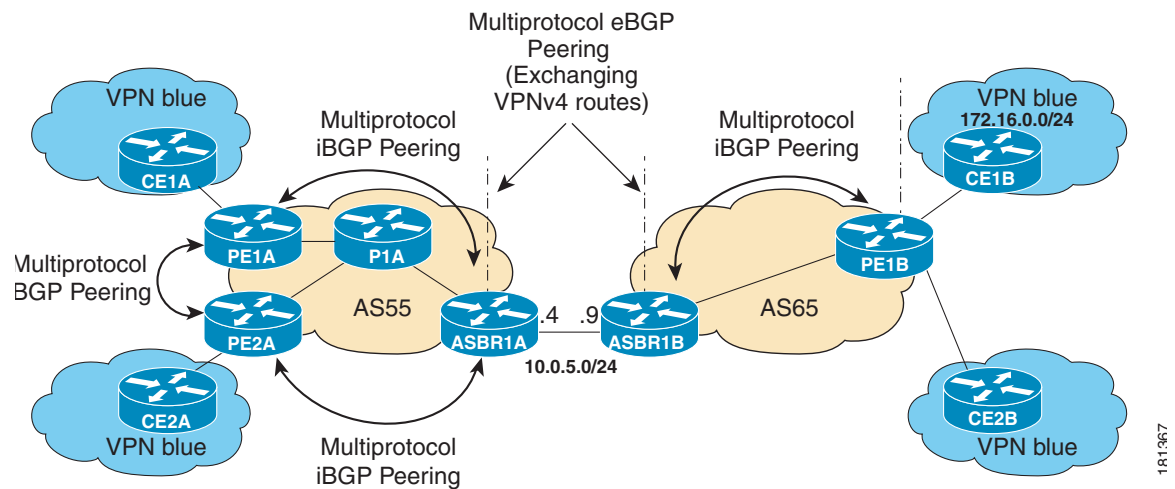 Multiprotocol eBGP
Peering
(Exchanging
VPNv4 routes)
VPN blue
CE1A
Multiprotocol
iBGP Peering
Multiprotocol
iBGP Peering
VPN blue
172.16.0.0/24
CE1B
PE1A
P1A
PE1B
Multiprotocol
BGP Peering
AS55
AS65
PE2A
ASBR1A
.4
.9
ASBR1B
10.0.5.0/24
CE2A
VPN blue
Multiprotocol
iBGP Peering
CE2B
VPN blue
181367